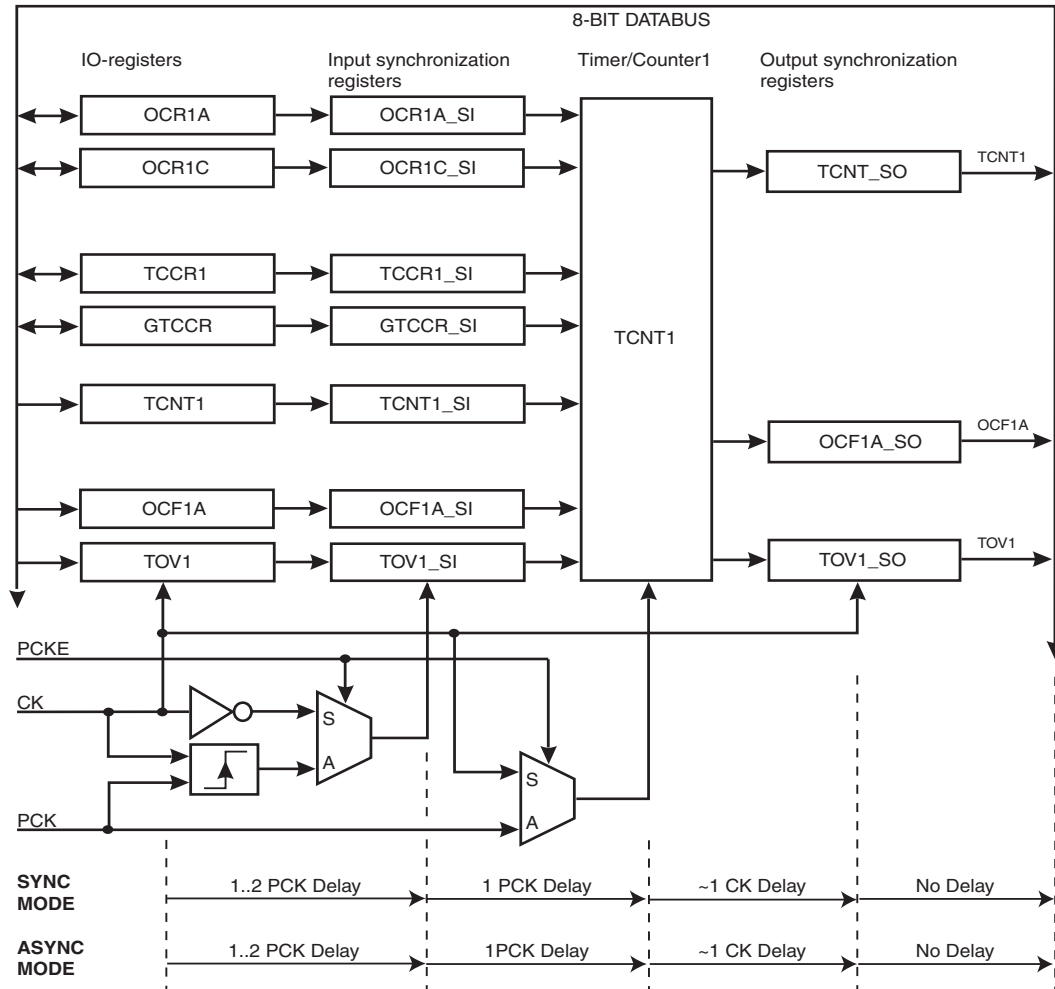 8-BIT DATABUS
IO-registers
Input synchronization
registers
Timer/Counter1
Output synchronization
registers
OCR1A
OCR1A_SI
OCR1C
OCR1C_SI
TCNT_SO
TCNT1
TCCR1
TCCR1_SI
GTCCR
GTCCR_SI
TCNT1
TCNT1
TCNT1_SI
OCF1A_SO
OCF1A
OCF1A
OCF1A_SI
TOV1
TOV1_SI
TOV1_SO
TOV1
PCKE
CK
S
A
S
A
PCK
SYNC
MODE
1..2 PCK Delay
1 PCK Delay
~1 CK Delay
No Delay
ASYNC
MODE
1..2 PCK Delay
1PCK Delay
~1 CK Delay
No Delay